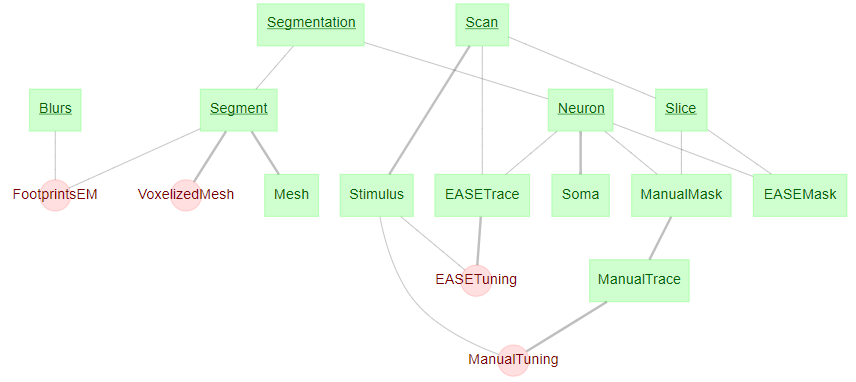 Segmentation
Scan
Blurs
Segment
Neuron
Slice
FootprintsEM
VoxelizedMesh
Mesh
Stimulus
EASETrace
Soma
ManualMask
EASEMask
EASETuning
ManualTrace
ManualTuning